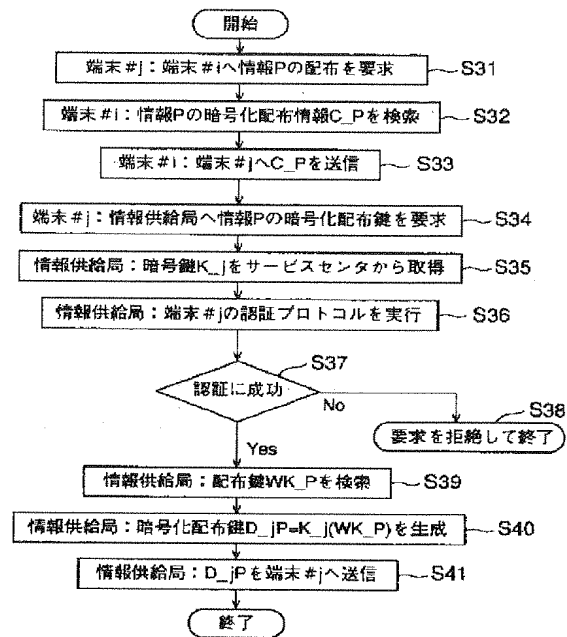 開始
端末#j：端末#iへ情報Pの配布を要求 S31
端末#i：情報Pの暗号化配布情報C_Pを検索 S32
端末#i：端末#jへC_Pを送信 S33
端末#j：情報供給局へ情報Pの暗号化配布鍵を要求 S34
情報供給局：暗号鍵K_jをサービスセンタから取得 S35
情報供給局：端末#jの認証プロトコルを実行 S36
S37
認証に成功
No
S38
要求を拒絶して終了
Yes
情報供給局：配布鍵WK_Pを検索 S39
情報供給局：暗号化配布鍵D_jP=K_j(WK_P)を生成 S40
情報供給局：D_jPを端末#jへ送信 S41
終了